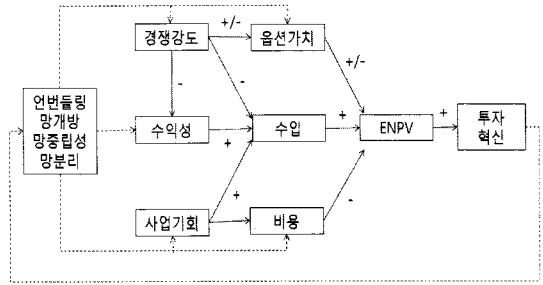 +/-
경쟁강도
옵션가치
+/-
-
-
언번들링
망개방
망중립성
망분리
수익성
+
수입
+
ENPV
+
투자
혁신
+
-
사업기회
+
비용